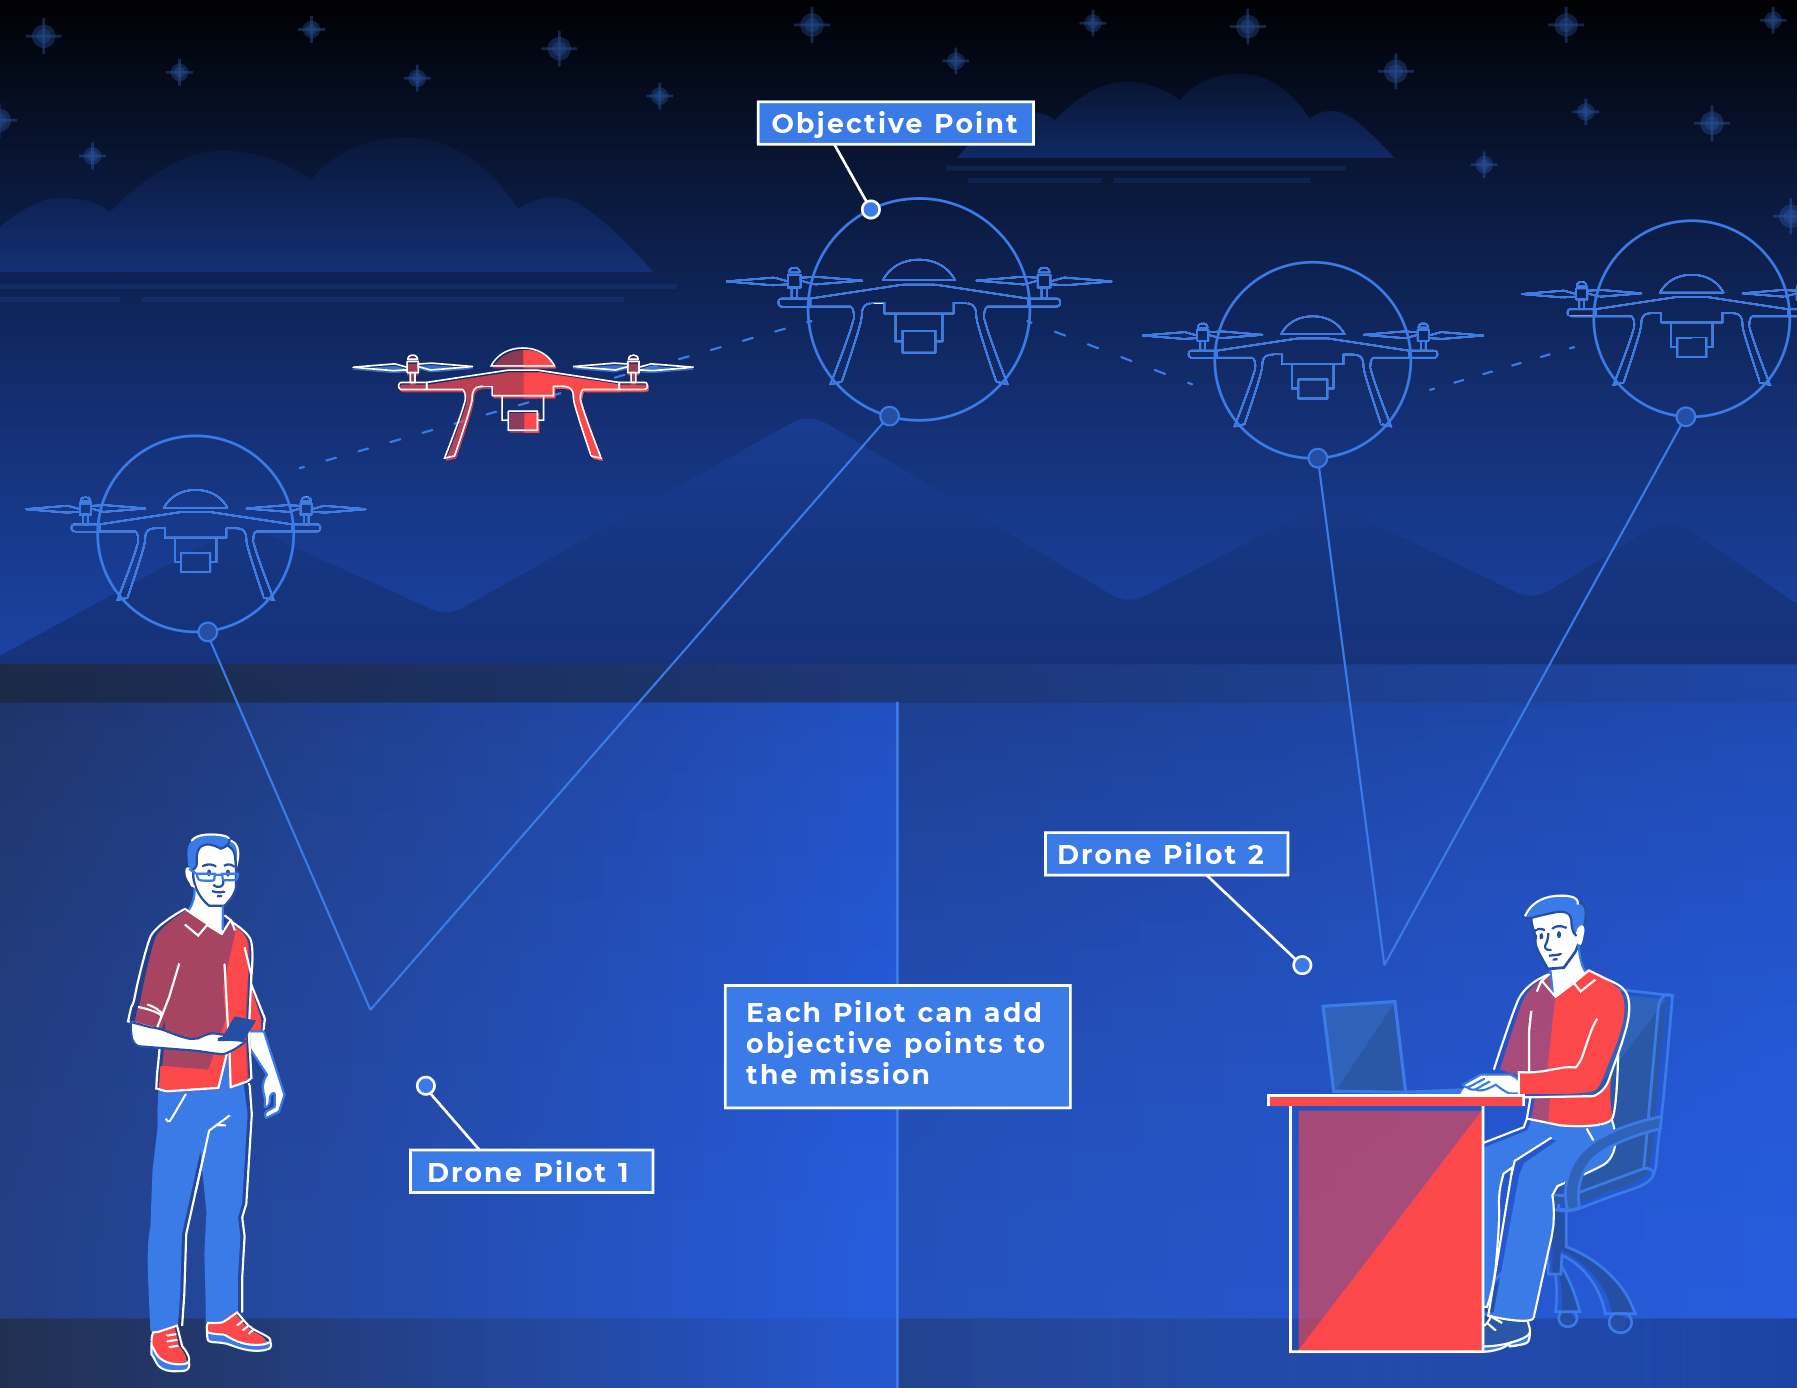 Objective Point
Drone Pilot 2
Each Pilot can add
objective points to
the mission
Drone Pilot 1